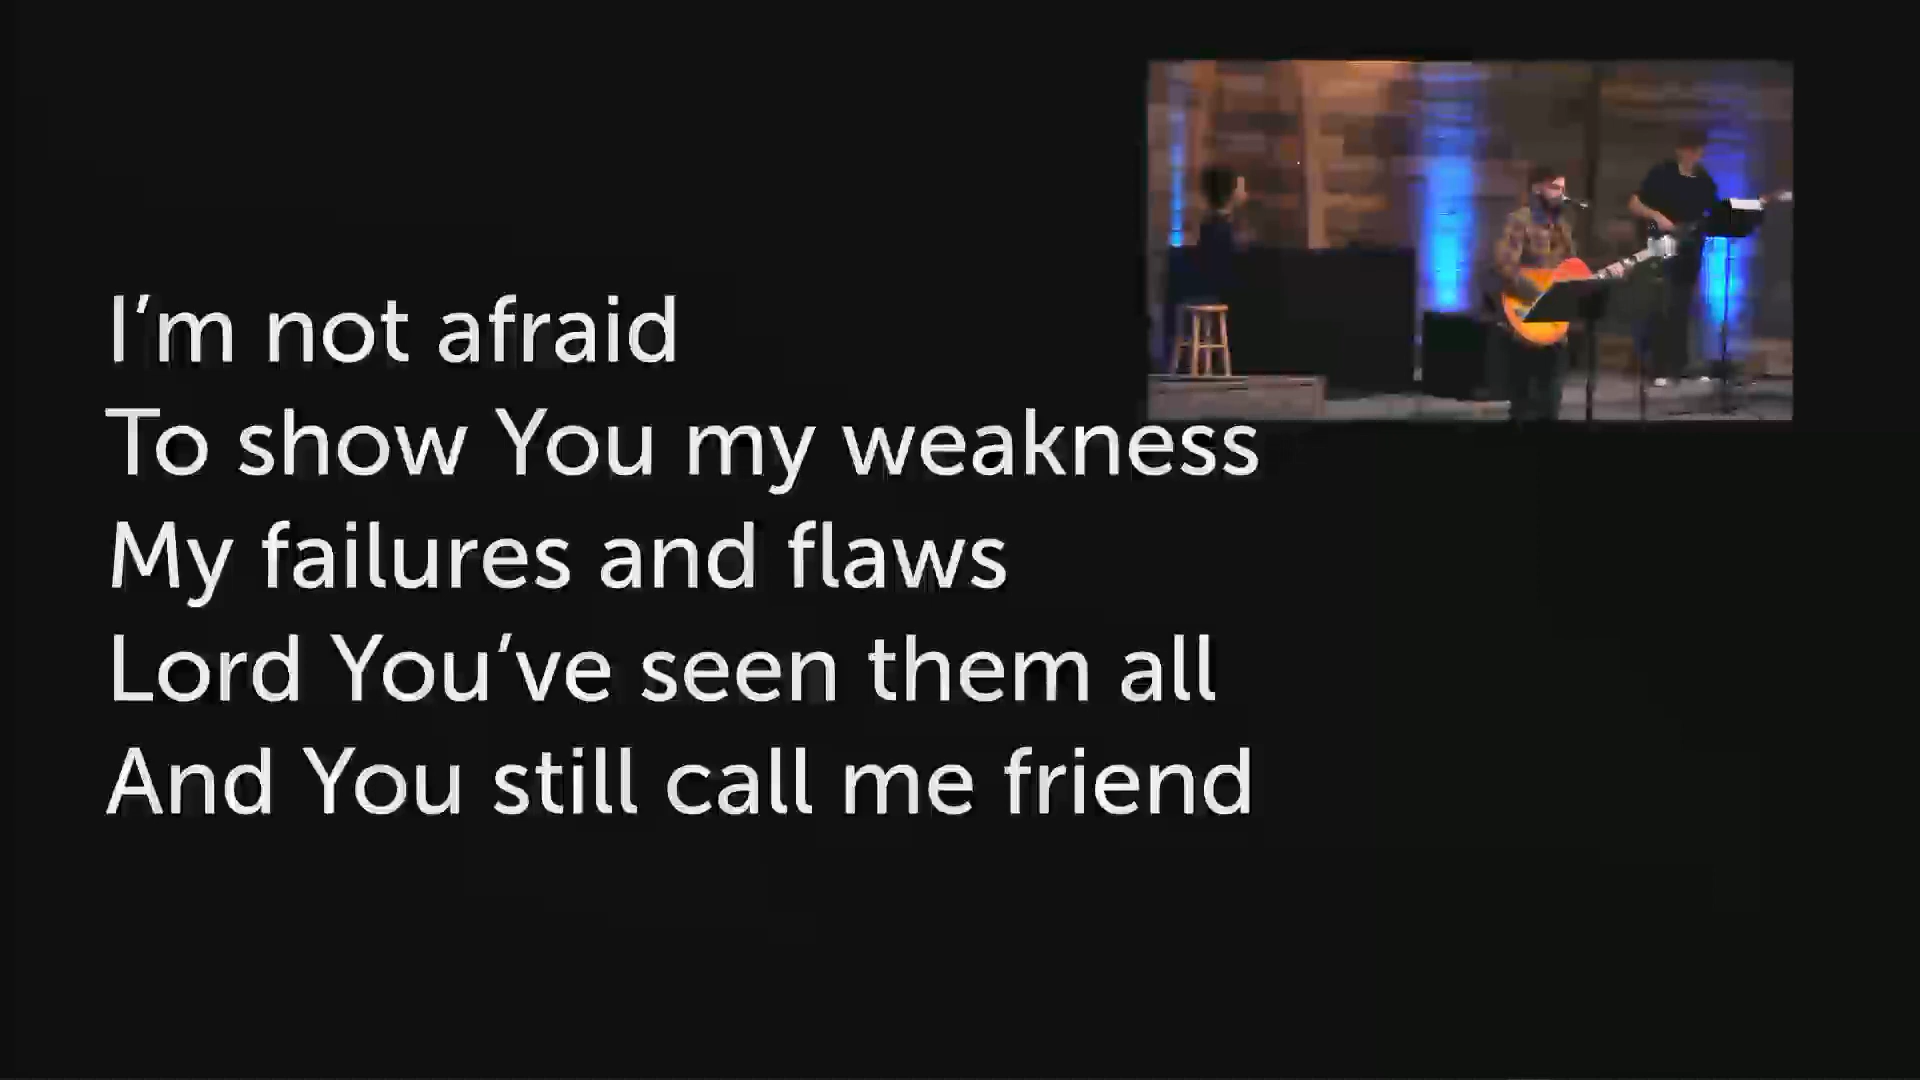 I’m not afraid
To show You my weakness
My failures and flaws
Lord You’ve seen them all
And You still call me friend